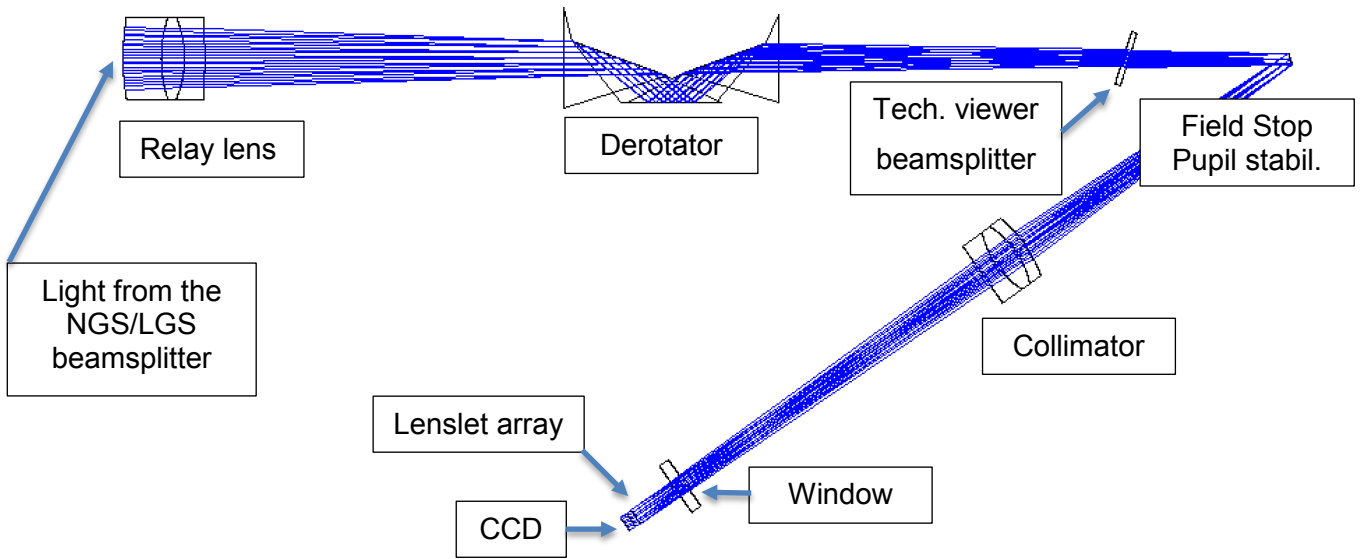 Relay lens
Derotator
Tech. viewer
beamsplitter
Field Stop
Pupil stabil.
Light from the
NGS/LGS
beamsplitter
Collimator
Lenslet array
Window
CCD